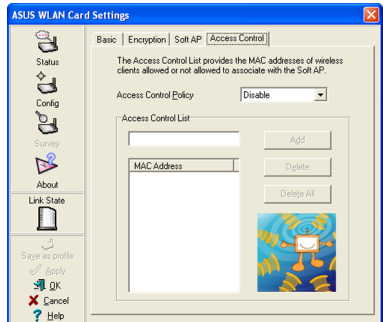 ASUS WLAN Card Settings
Status
Config
Survey
About
Link State
Save as profile
Apply
OK
Cancel
Help
Basic Encryption Soft AP Access Control
The Access Control List provides the MAC addresses of wireless
clients allowed or not allowed to associate with the Soft AP.
Access Control Policy Disable
Access Control List
Add
MAC Address
Delete
Delete All